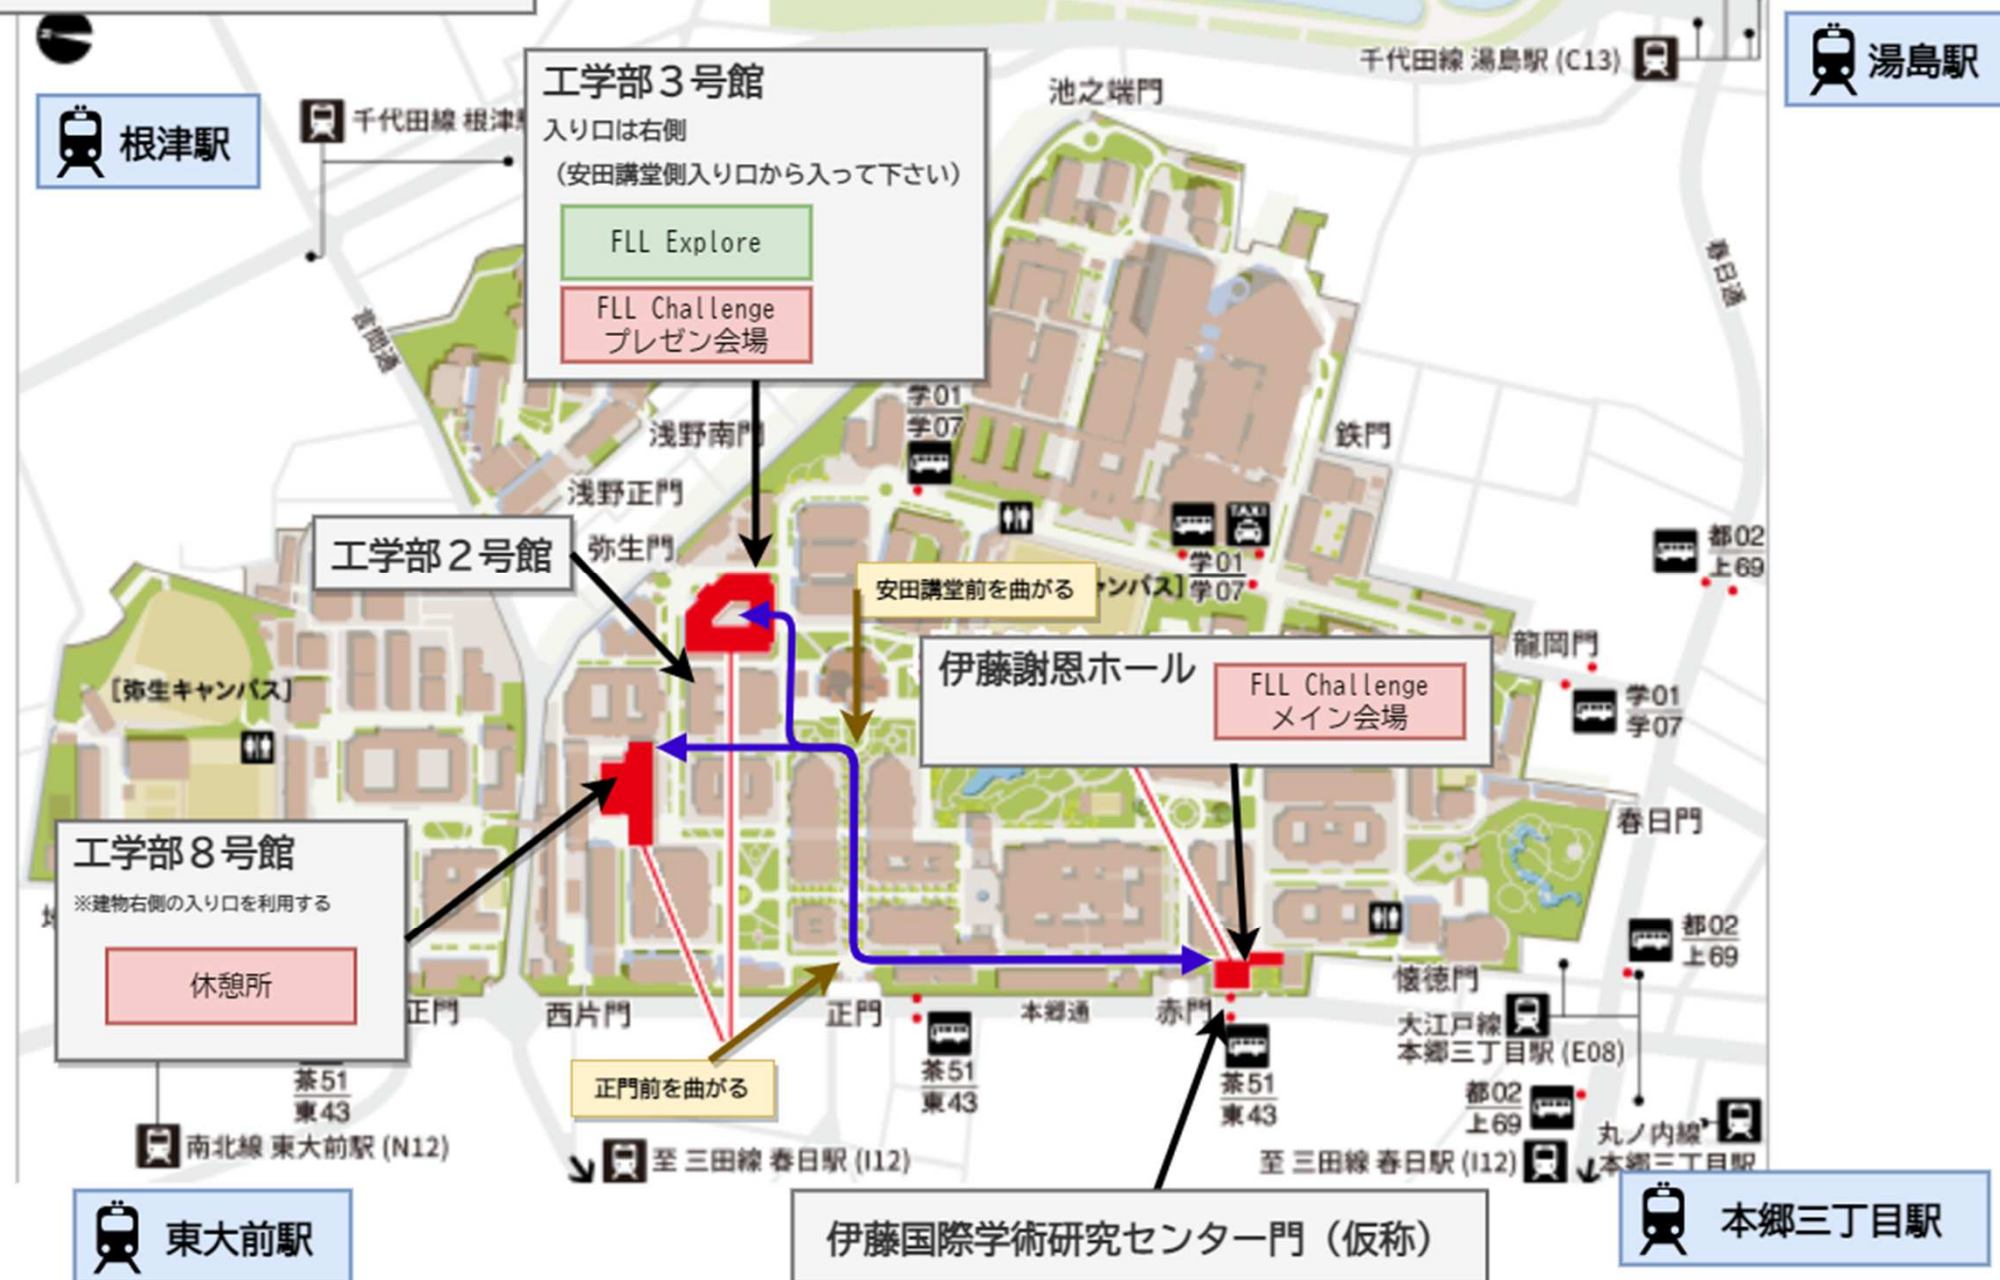 湯島駅
千代田線 湯島駅 (C13)
根津駅
千代田線 根津
工学部３号館
入り口は右側
（安田講堂側入り口から入って下さい）
FLL Explore
FLL Challenge
プレゼン会場
池之端門
春日通
言問通
学01
学07
浅野南門
浅野正門
鉄門
TAXI
学01
学07
都02
上69
工学部２号館
弥生門
安田講堂前を曲がる
ャンパス]
龍岡門
学01
学07
伊藤謝恩ホール
FLL Challenge
メイン会場
[弥生キャンパス]
春日門
工学部８号館
※建物右側の入り口を利用する
休憩所
都02
上69
正門
西片門
正門
本郷通
赤門
懐徳門
大江戸線
本郷三丁目駅 (E08)
正門前を曲がる
茶51
東43
茶51
東43
茶51
東43
都02
上69
丸ノ内線
本郷三丁目駅
南北線 東大前駅 (N12)
至 三田線 春日駅 (I12)
至 三田線 春日駅 (I12)
東大前駅
伊藤国際学術研究センター門（仮称）
本郷三丁目駅